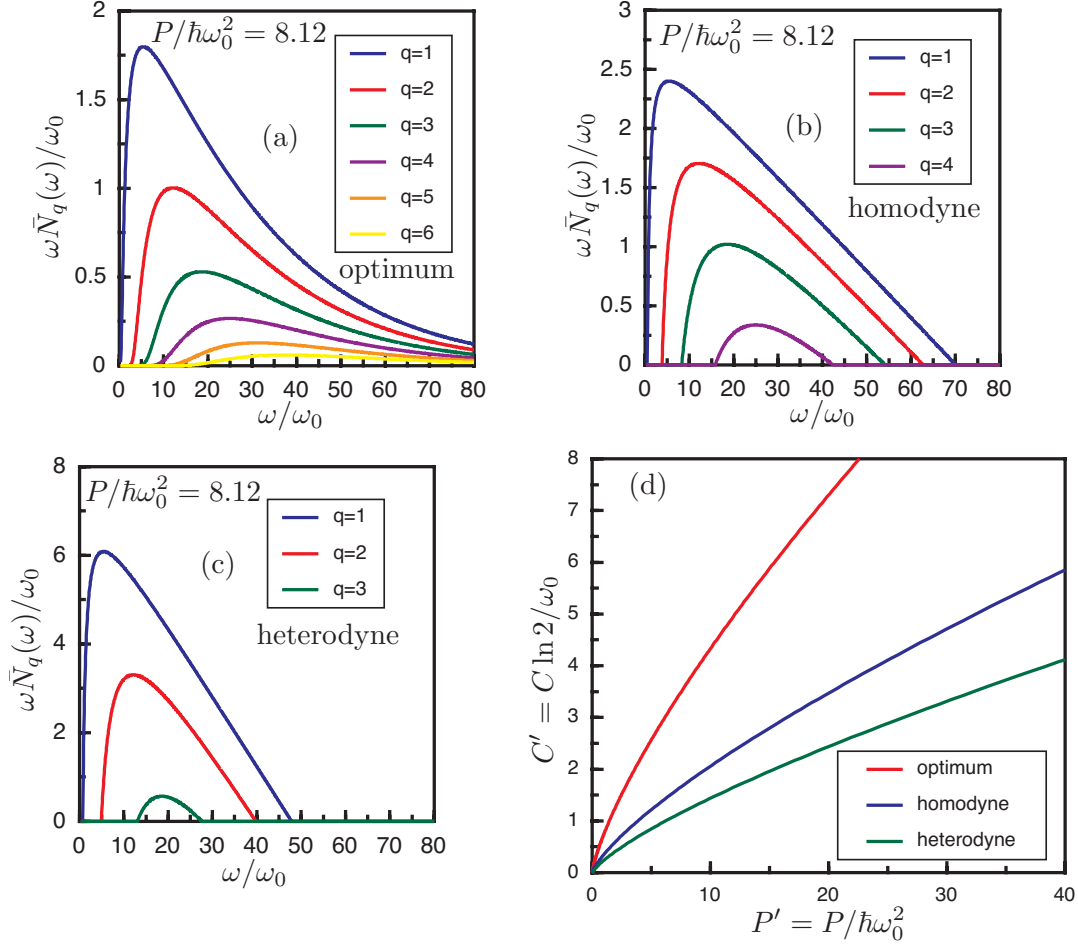 P/ħω₀² = 8.12
q=1
q=2
q=3
q=4
q=5
q=6
(a)
optimum
2
1.5
1
0.5
0
0 10 20 30 40 50 60 70 80
ω/ω₀
ωN̄_q(ω)/ω₀
P/ħω₀² = 8.12
q=1
q=2
q=3
q=4
(b)
homodyne
3
2.5
2
1.5
1
0.5
0
0 10 20 30 40 50 60 70 80
ω/ω₀
ωN̄_q(ω)/ω₀
P/ħω₀² = 8.12
q=1
q=2
q=3
(c)
heterodyne
8
6
4
2
0
0 10 20 30 40 50 60 70 80
ω/ω₀
ωN̄_q(ω)/ω₀
(d)
8
7
6
5
4
3
2
1
0
0 10 20 30 40
C′ = C ln 2/ω₀
optimum
homodyne
heterodyne
P′ = P/ħω₀²